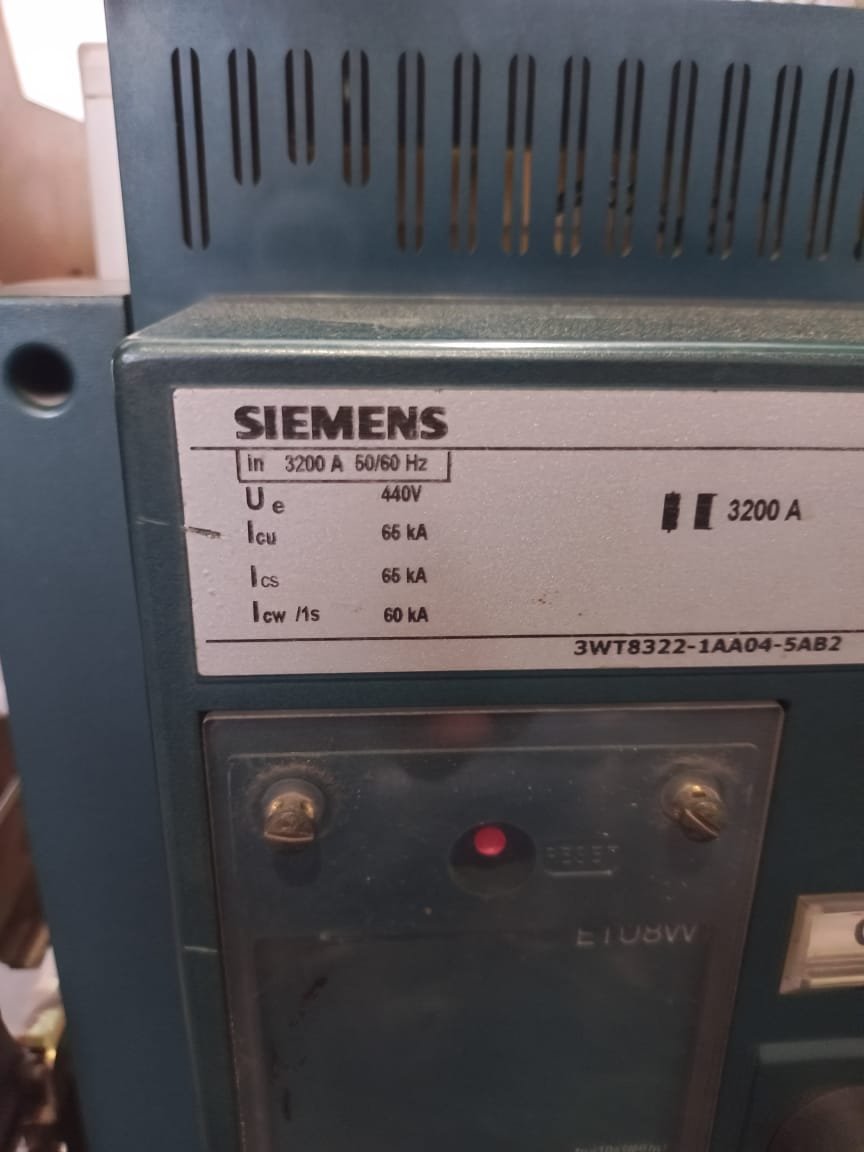 SIEMENS
in 3200 A 50/60 Hz
Ue 440V
3200 A
Icu 65 kA
Ics 65 kA
Icw /1s 60 kA
3WT8322-1AA04-5AB2
RESET
ETU8W